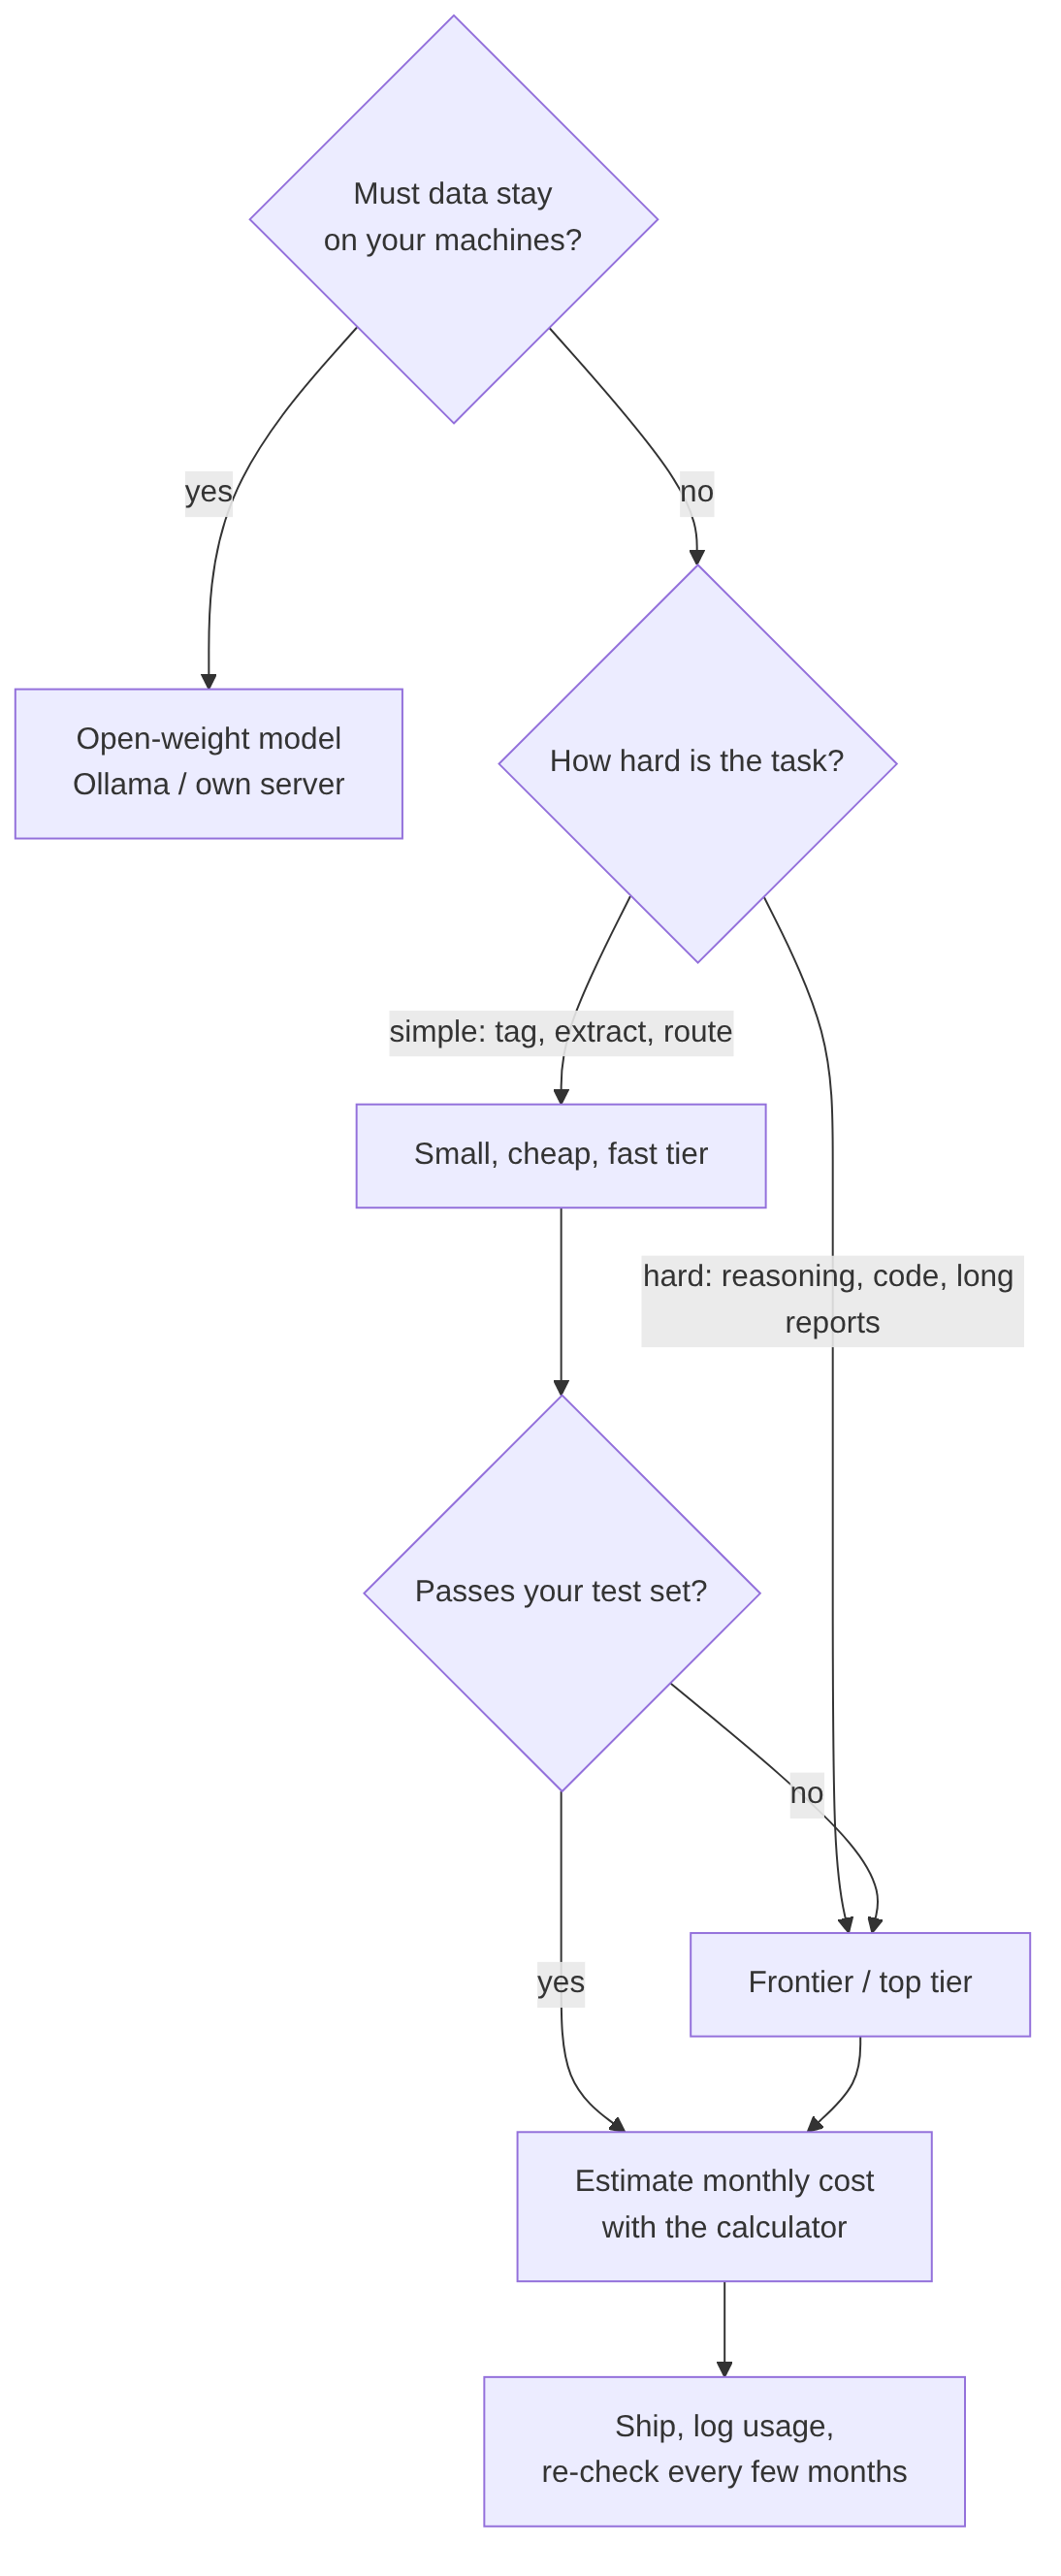 Must data stay
on your machines?
yes
no
Open-weight model
Ollama / own server
How hard is the task?
simple: tag, extract, route
Small, cheap, fast tier
hard: reasoning, code, long
reports
Passes your test set?
no
yes
Frontier / top tier
Estimate monthly cost
with the calculator
Ship, log usage,
re-check every few months